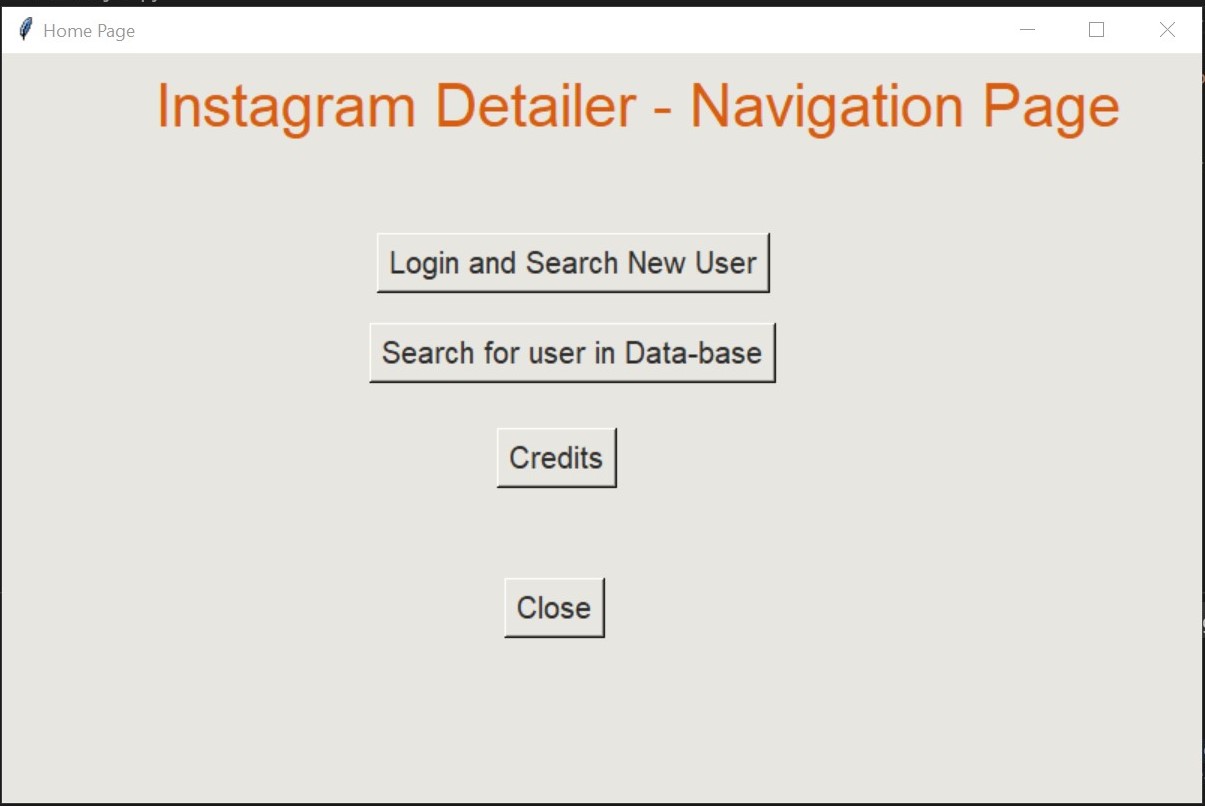 Home Page
Instagram Detailer - Navigation Page
Login and Search New User
Search for user in Data-base
Credits
Close